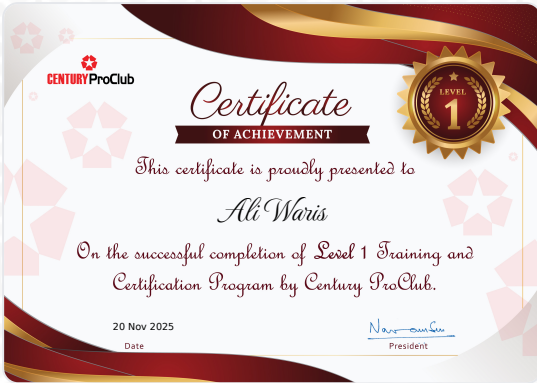 CENTURY ProClub
LEVEL
1
Certificate
OF ACHIEVEMENT
This certificate is proudly presented to
Ali Waris
On the successful completion of Level 1 Training and
Certification Program by Century ProClub.
20 Nov 2025
Date
President